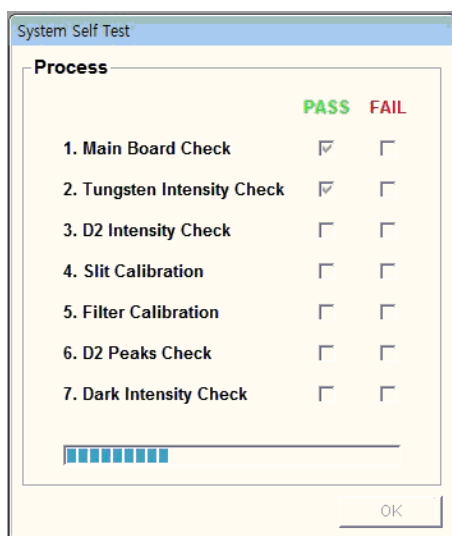 System Self Test
Process
PASS FAIL
1. Main Board Check
2. Tungsten Intensity Check
3. D2 Intensity Check
4. Slit Calibration
5. Filter Calibration
6. D2 Peaks Check
7. Dark Intensity Check
OK